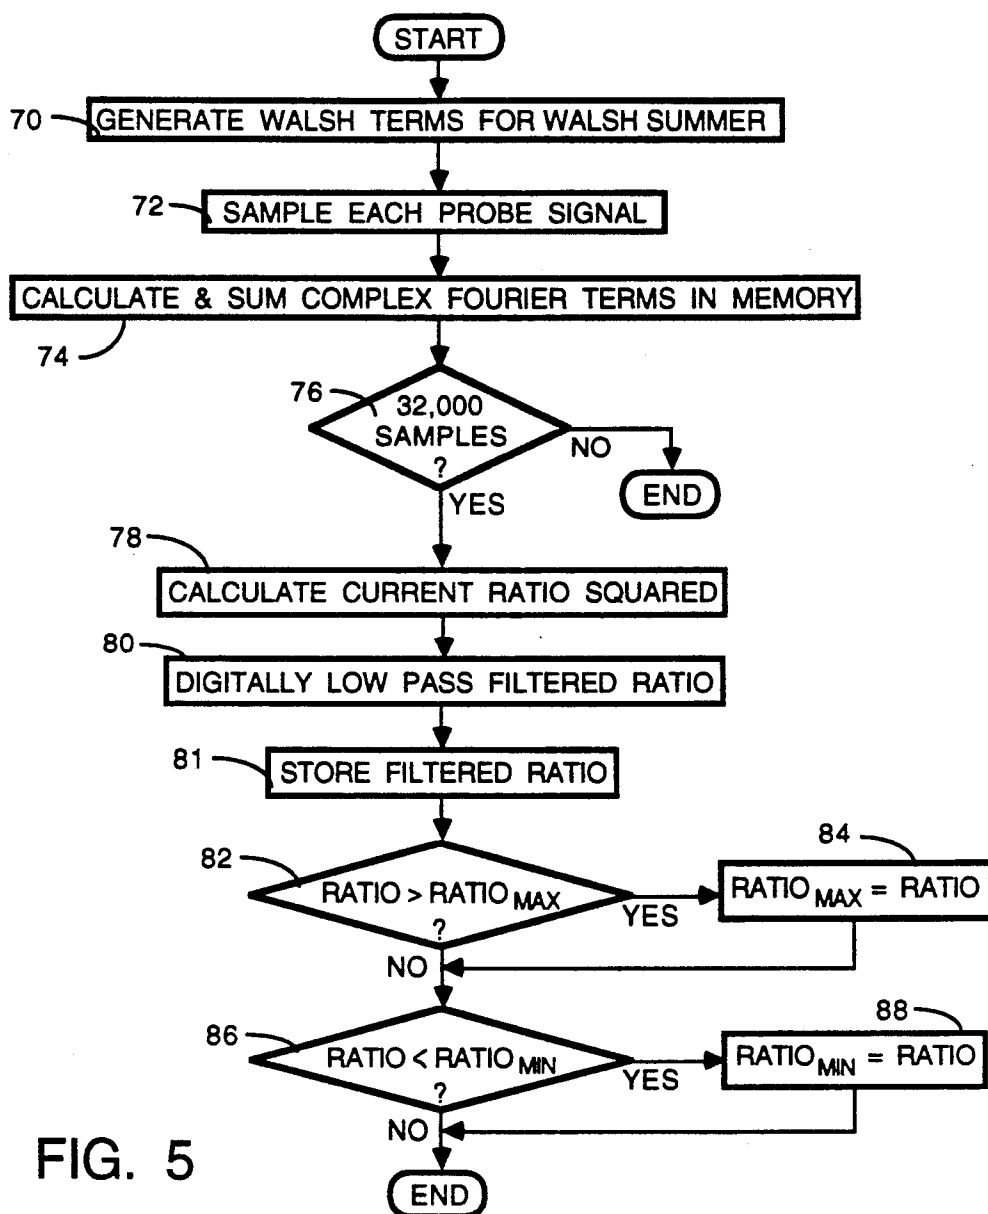 START
70
GENERATE WALSH TERMS FOR WALSH SUMMER
72
SAMPLE EACH PROBE SIGNAL
CALCULATE & SUM COMPLEX FOURIER TERMS IN MEMORY
74
76
32,000
SAMPLES
?
NO
END
YES
78
CALCULATE CURRENT RATIO SQUARED
80
DIGITALLY LOW PASS FILTERED RATIO
81
STORE FILTERED RATIO
82
RATIO > RATIO MAX
?
YES
84
RATIO MAX = RATIO
NO
86
RATIO < RATIO MIN
?
YES
88
RATIO MIN = RATIO
NO
END
FIG. 5